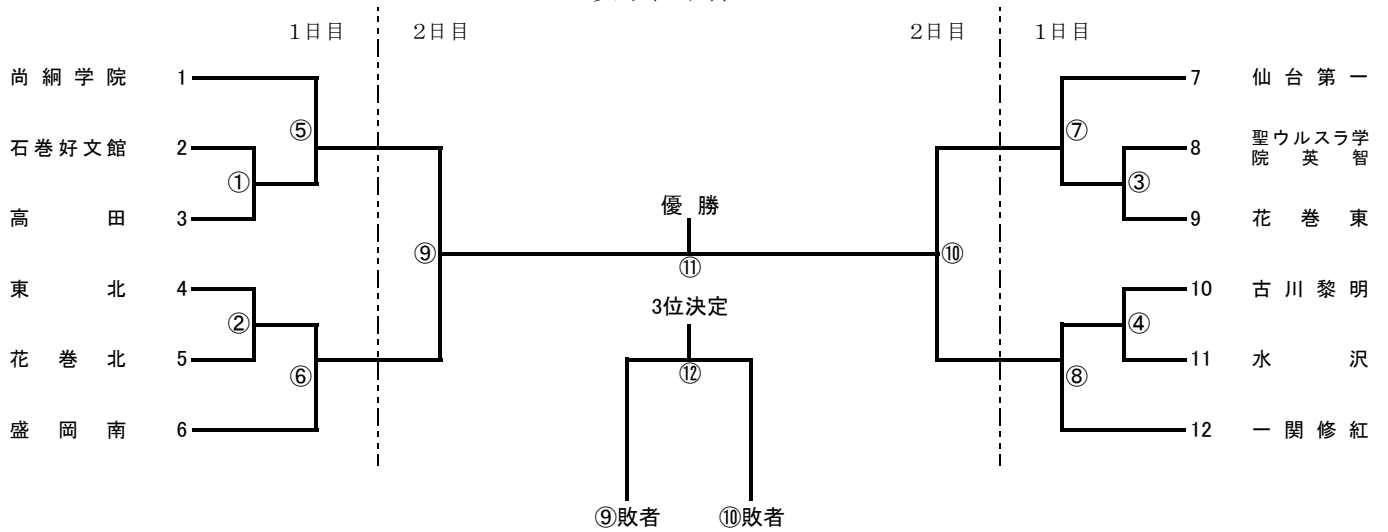 1日目 2日目 2日目 1日目
尚絅学院 1
7 仙台第一
⑤
⑦
石巻好文館 2
8 聖ウルスラ学院英智
①
③
優勝
高田 3
9 花巻東
⑨
⑩
⑪
東北 4
10 古川黎明
3位決定
②
④
花巻北 5
11 水沢
⑥
⑫
⑧
盛岡南 6
12 一関修紅
⑨敗者 ⑩敗者